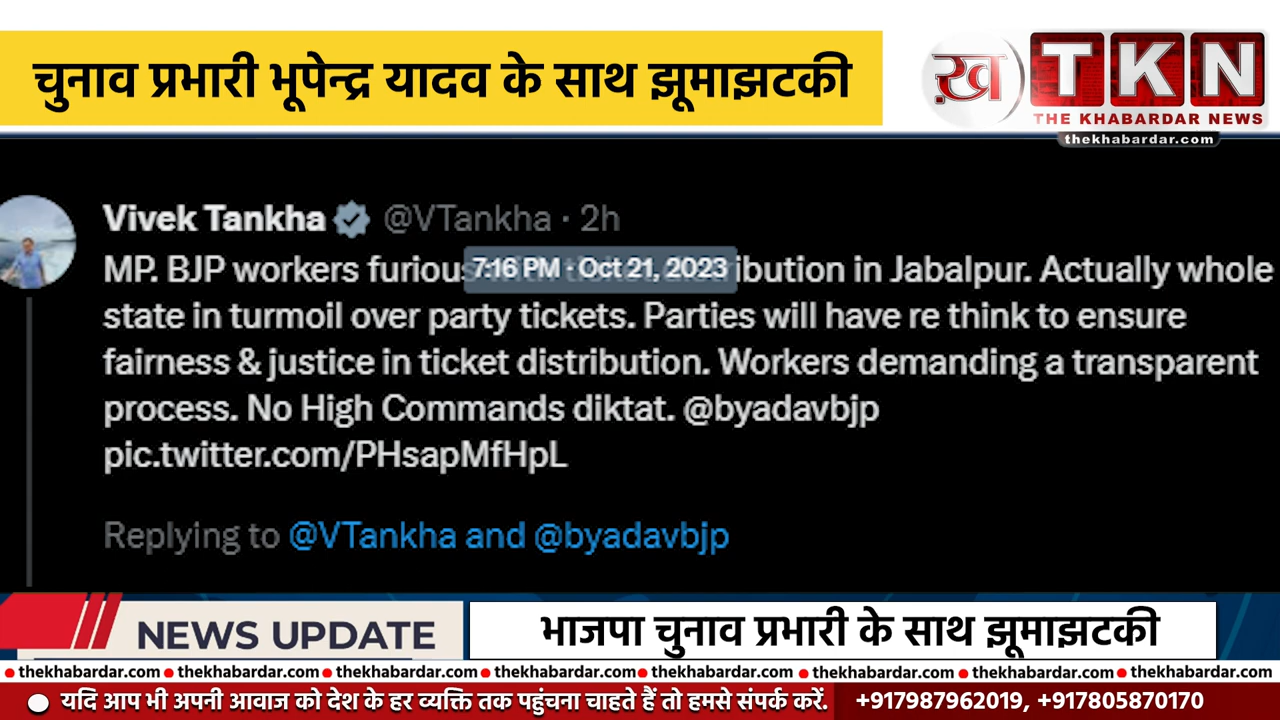 चुनाव प्रभारी भूपेन्द्र यादव के साथ झूमाझटकी
ख़ TKN
THE KHABARDAR NEWS
thekhabardar.com
Vivek Tankha @VTankha · 2h
MP. BJP workers furious 7:16 PM · Oct 21, 2023 ibution in Jabalpur. Actually whole
state in turmoil over party tickets. Parties will have re think to ensure
fairness & justice in ticket distribution. Workers demanding a transparent
process. No High Commands diktat. @byadavbjp
pic.twitter.com/PHsapMfHpL
Replying to @VTankha and @byadavbjp
NEWS UPDATE
भाजपा चुनाव प्रभारी के साथ झूमाझटकी
thekhabardar.com thekhabardar.com thekhabardar.com thekhabardar.com thekhabardar.com thekhabardar.com thekhabardar.com thekhabardar.com
यदि आप भी अपनी आवाज को देश के हर व्यक्ति तक पहुंचना चाहते हैं तो हमसे संपर्क करें. +917987962019, +917805870170